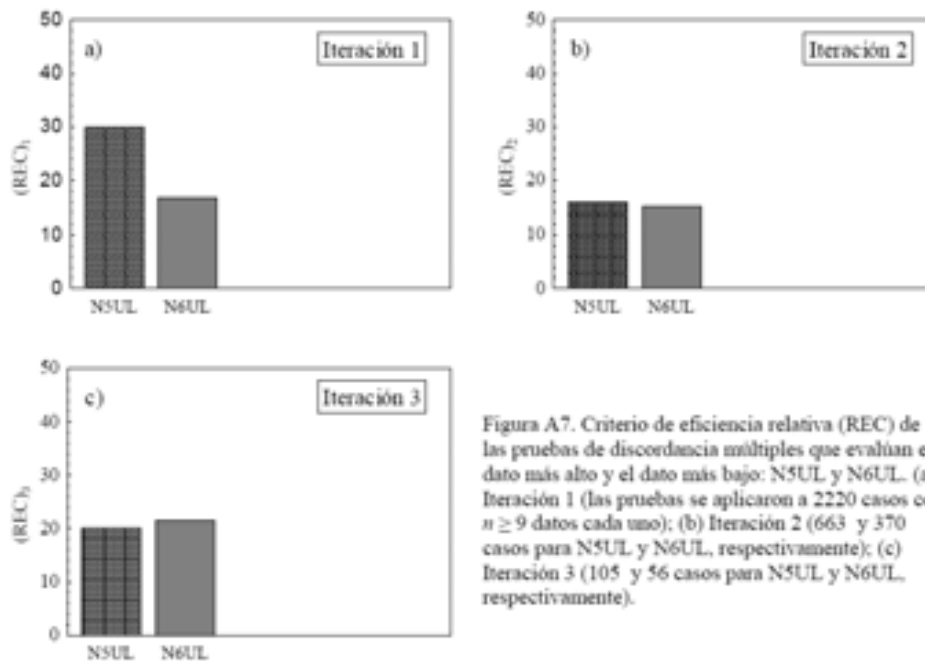 a)
Iteración 1
50
40
30
20
10
0
(REC)1
N5UL N6UL
b)
Iteración 2
50
40
30
20
10
0
(REC)2
N5UL N6UL
c)
Iteración 3
50
40
30
20
10
0
(REC)3
N5UL N6UL
Figura A7. Criterio de eficiencia relativa (REC) de
las pruebas de discordancia múltiples que evalúan e
dato más alto y el dato más bajo: N5UL y N6UL. (a
Iteración 1 (las pruebas se aplicaron a 2220 casos co
n ≥ 9 datos cada uno); (b) Iteración 2 (663 y 370
casos para N5UL y N6UL, respectivamente); (c)
Iteración 3 (105 y 56 casos para N5UL y N6UL,
respectivamente).